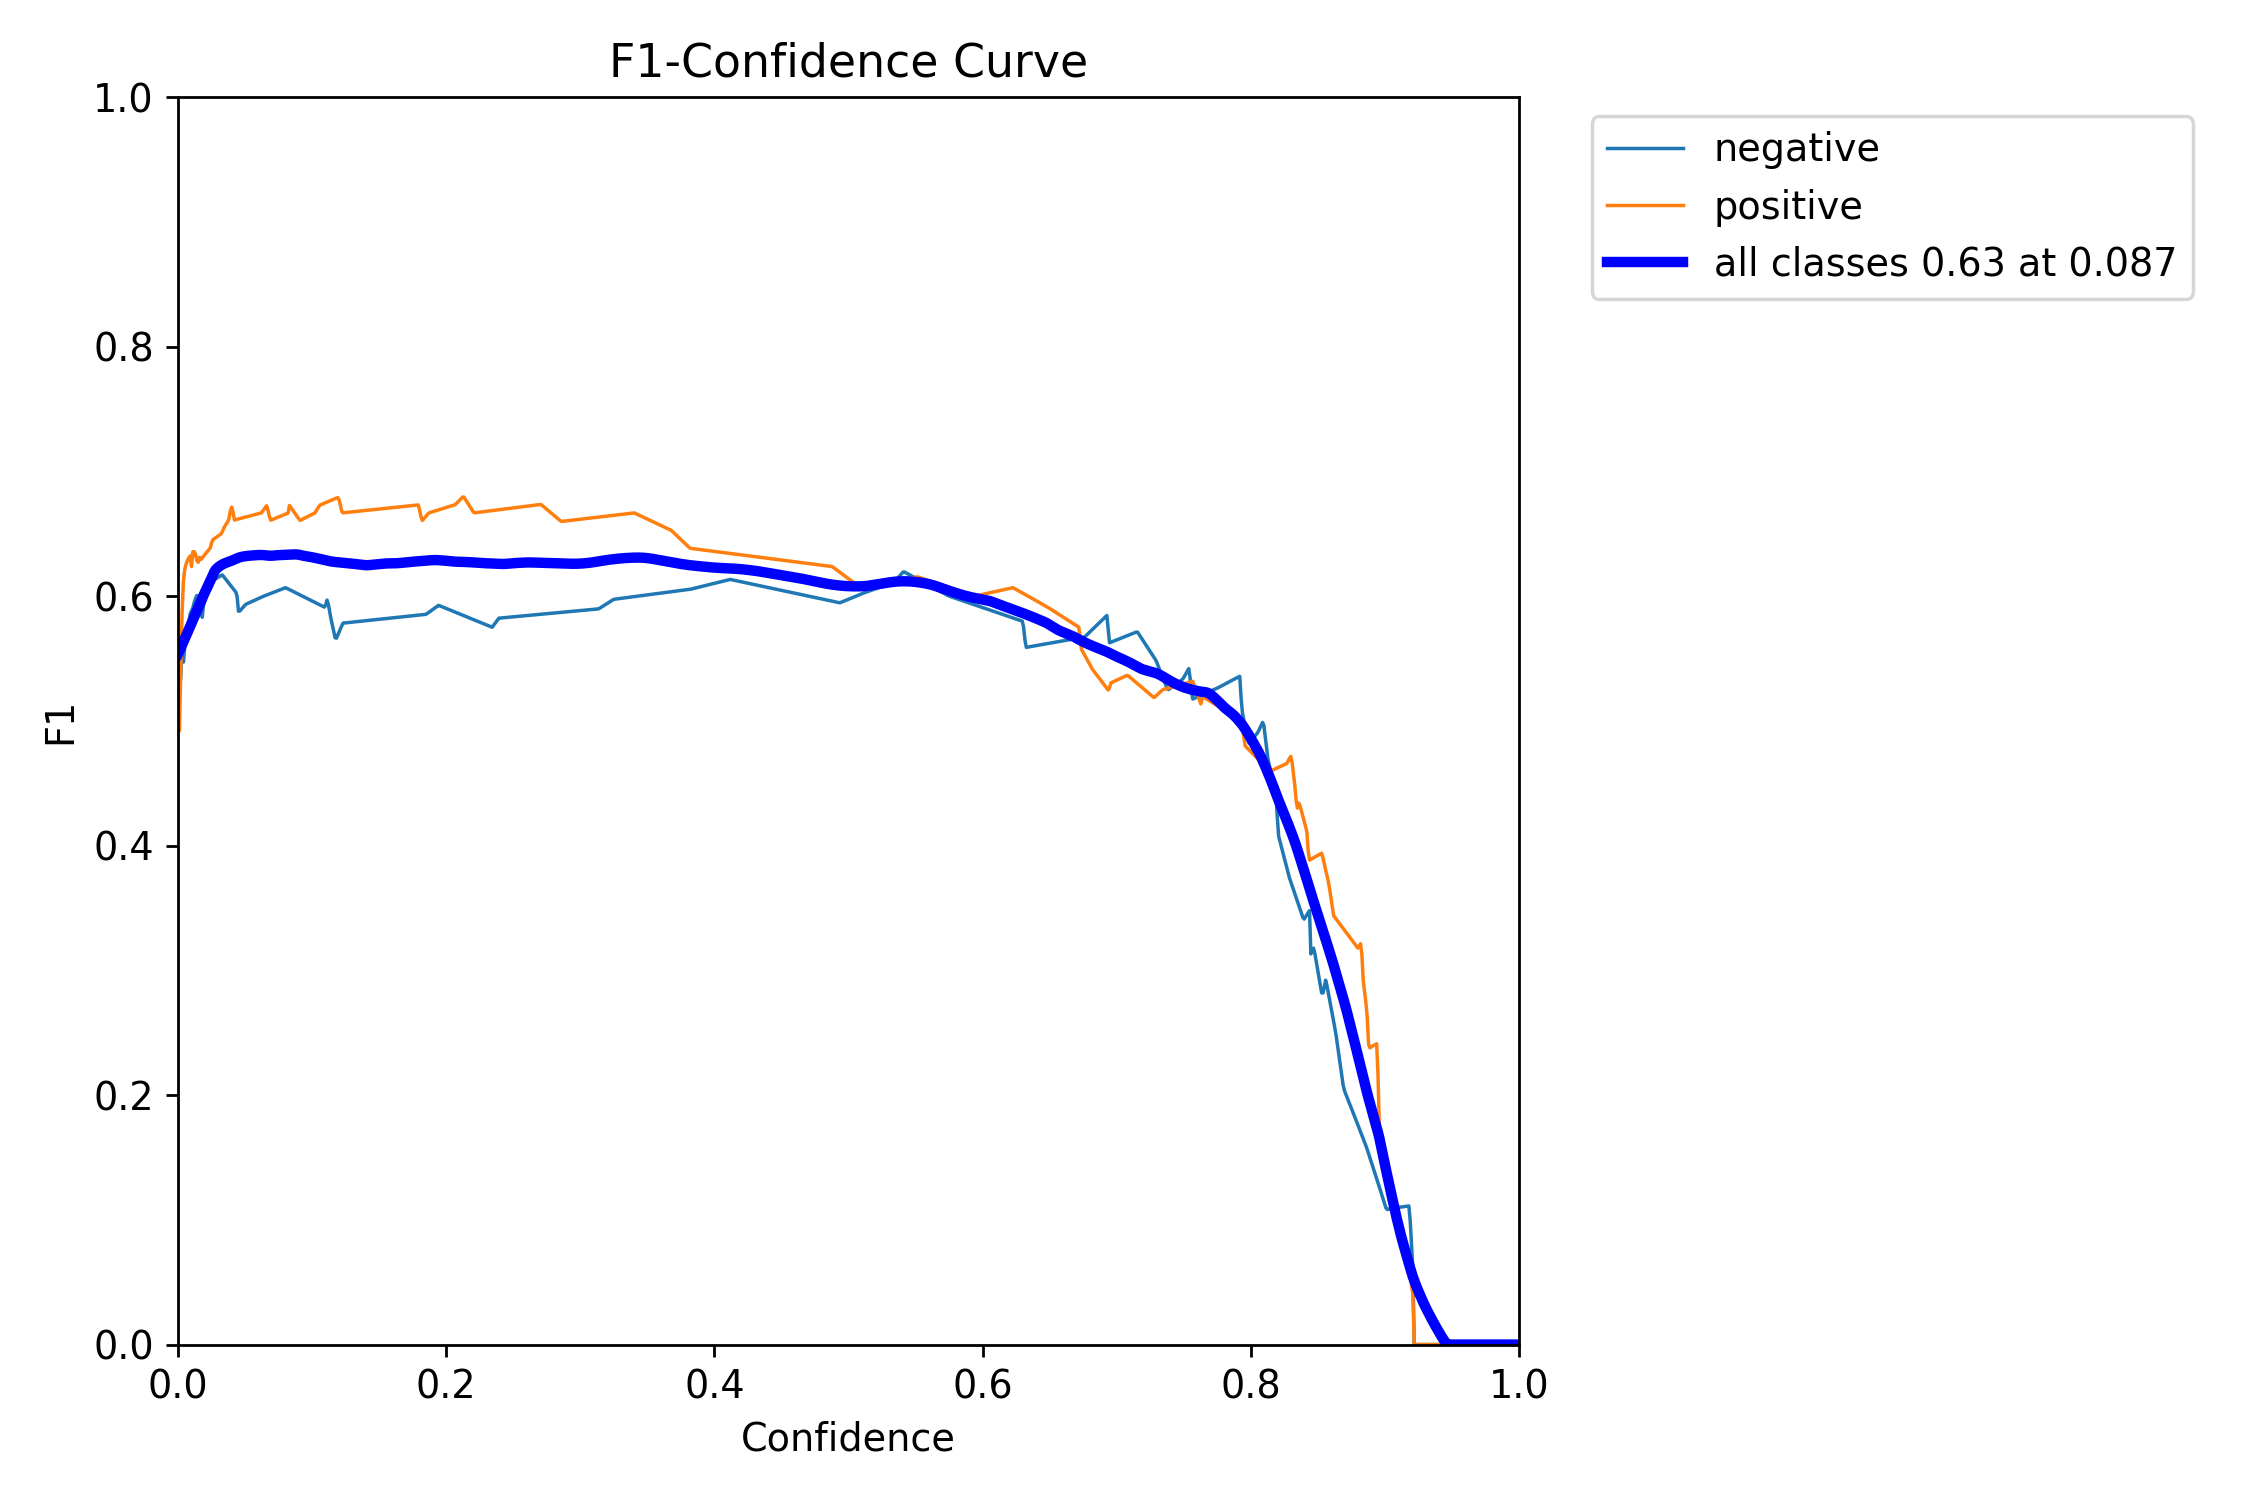 F1-Confidence Curve
1.0
0.8
0.6
0.4
0.2
0.0
F1
0.0 0.2 0.4 0.6 0.8 1.0
Confidence
negative
positive
all classes 0.63 at 0.087